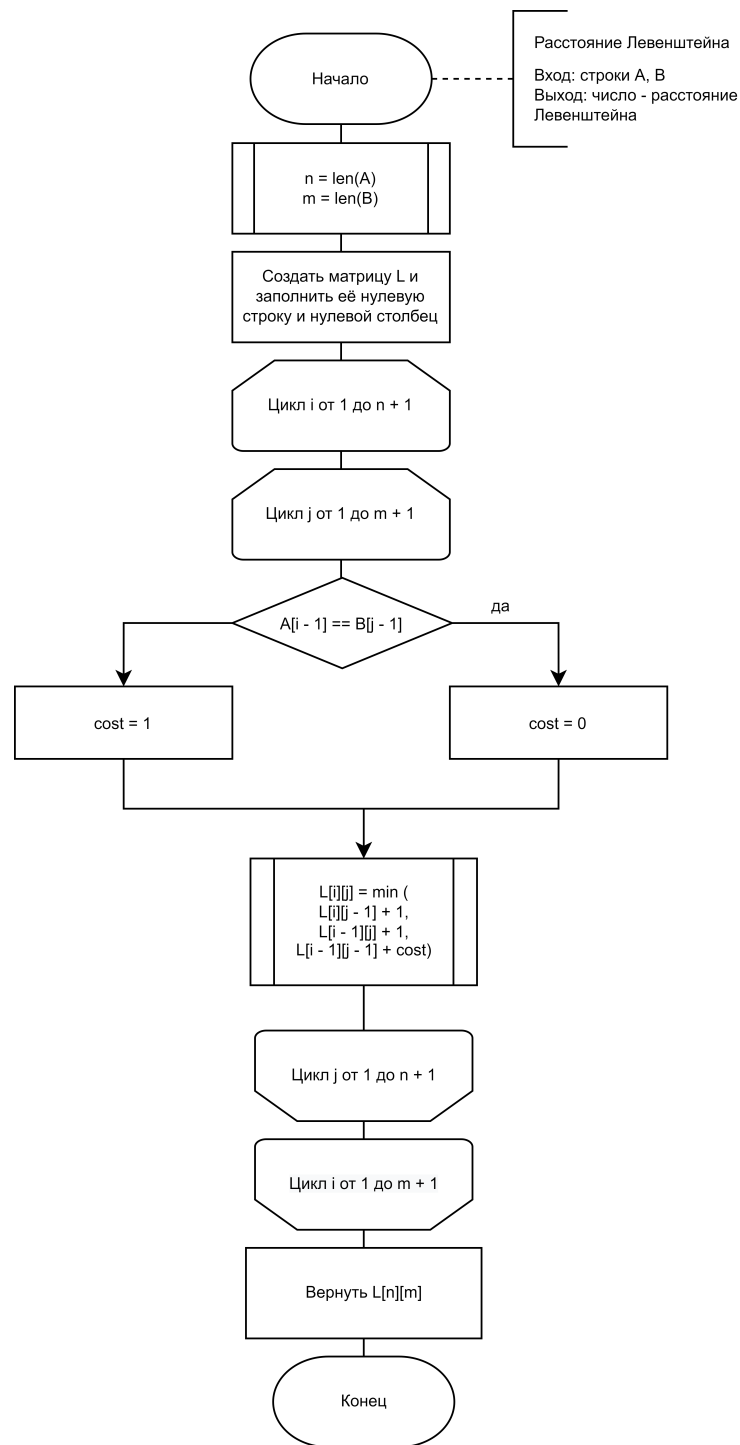 Начало
Расстояние Левенштейна
Вход: строки A, B
Выход: число - расстояние
Левенштейна
n = len(A)
m = len(B)
Создать матрицу L и
заполнить её нулевую
строку и нулевой столбец
Цикл i от 1 до n + 1
Цикл j от 1 до m + 1
A[i - 1] == B[j - 1]
да
cost = 1
cost = 0
L[i][j] = min (
L[i][j - 1] + 1,
L[i - 1][j] + 1,
L[i - 1][j - 1] + cost)
Цикл j от 1 до n + 1
Цикл i от 1 до m + 1
Вернуть L[n][m]
Конец